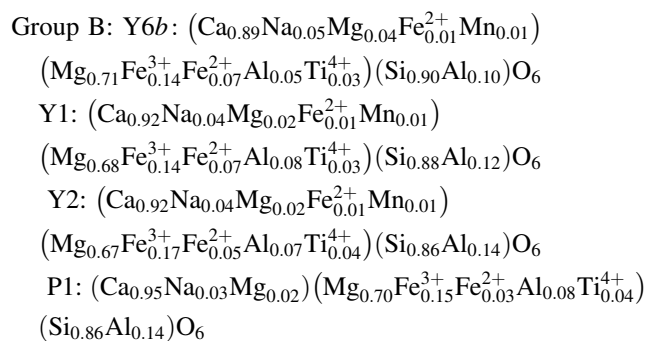 Group B: Y6b: (Ca₀.₈₉Na₀.₀₅Mg₀.₀₄Fe²⁺₀.₀₁Mn₀.₀₁)
(Mg₀.₇₁Fe³⁺₀.₁₄Fe²⁺₀.₀₇Al₀.₀₅Ti⁴⁺₀.₀₃)(Si₀.₉₀Al₀.₁₀)O₆
Y1: (Ca₀.₉₂Na₀.₀₄Mg₀.₀₂Fe²⁺₀.₀₁Mn₀.₀₁)
(Mg₀.₆₈Fe³⁺₀.₁₄Fe²⁺₀.₀₇Al₀.₀₈Ti⁴⁺₀.₀₃)(Si₀.₈₈Al₀.₁₂)O₆
Y2: (Ca₀.₉₂Na₀.₀₄Mg₀.₀₂Fe²⁺₀.₀₁Mn₀.₀₁)
(Mg₀.₆₇Fe³⁺₀.₁₇Fe²⁺₀.₀₅Al₀.₀₇Ti⁴⁺₀.₀₄)(Si₀.₈₆Al₀.₁₄)O₆
P1: (Ca₀.₉₅Na₀.₀₃Mg₀.₀₂)(Mg₀.₇₀Fe³⁺₀.₁₅Fe²⁺₀.₀₃Al₀.₀₈Ti⁴⁺₀.₀₄)
(Si₀.₈₆Al₀.₁₄)O₆